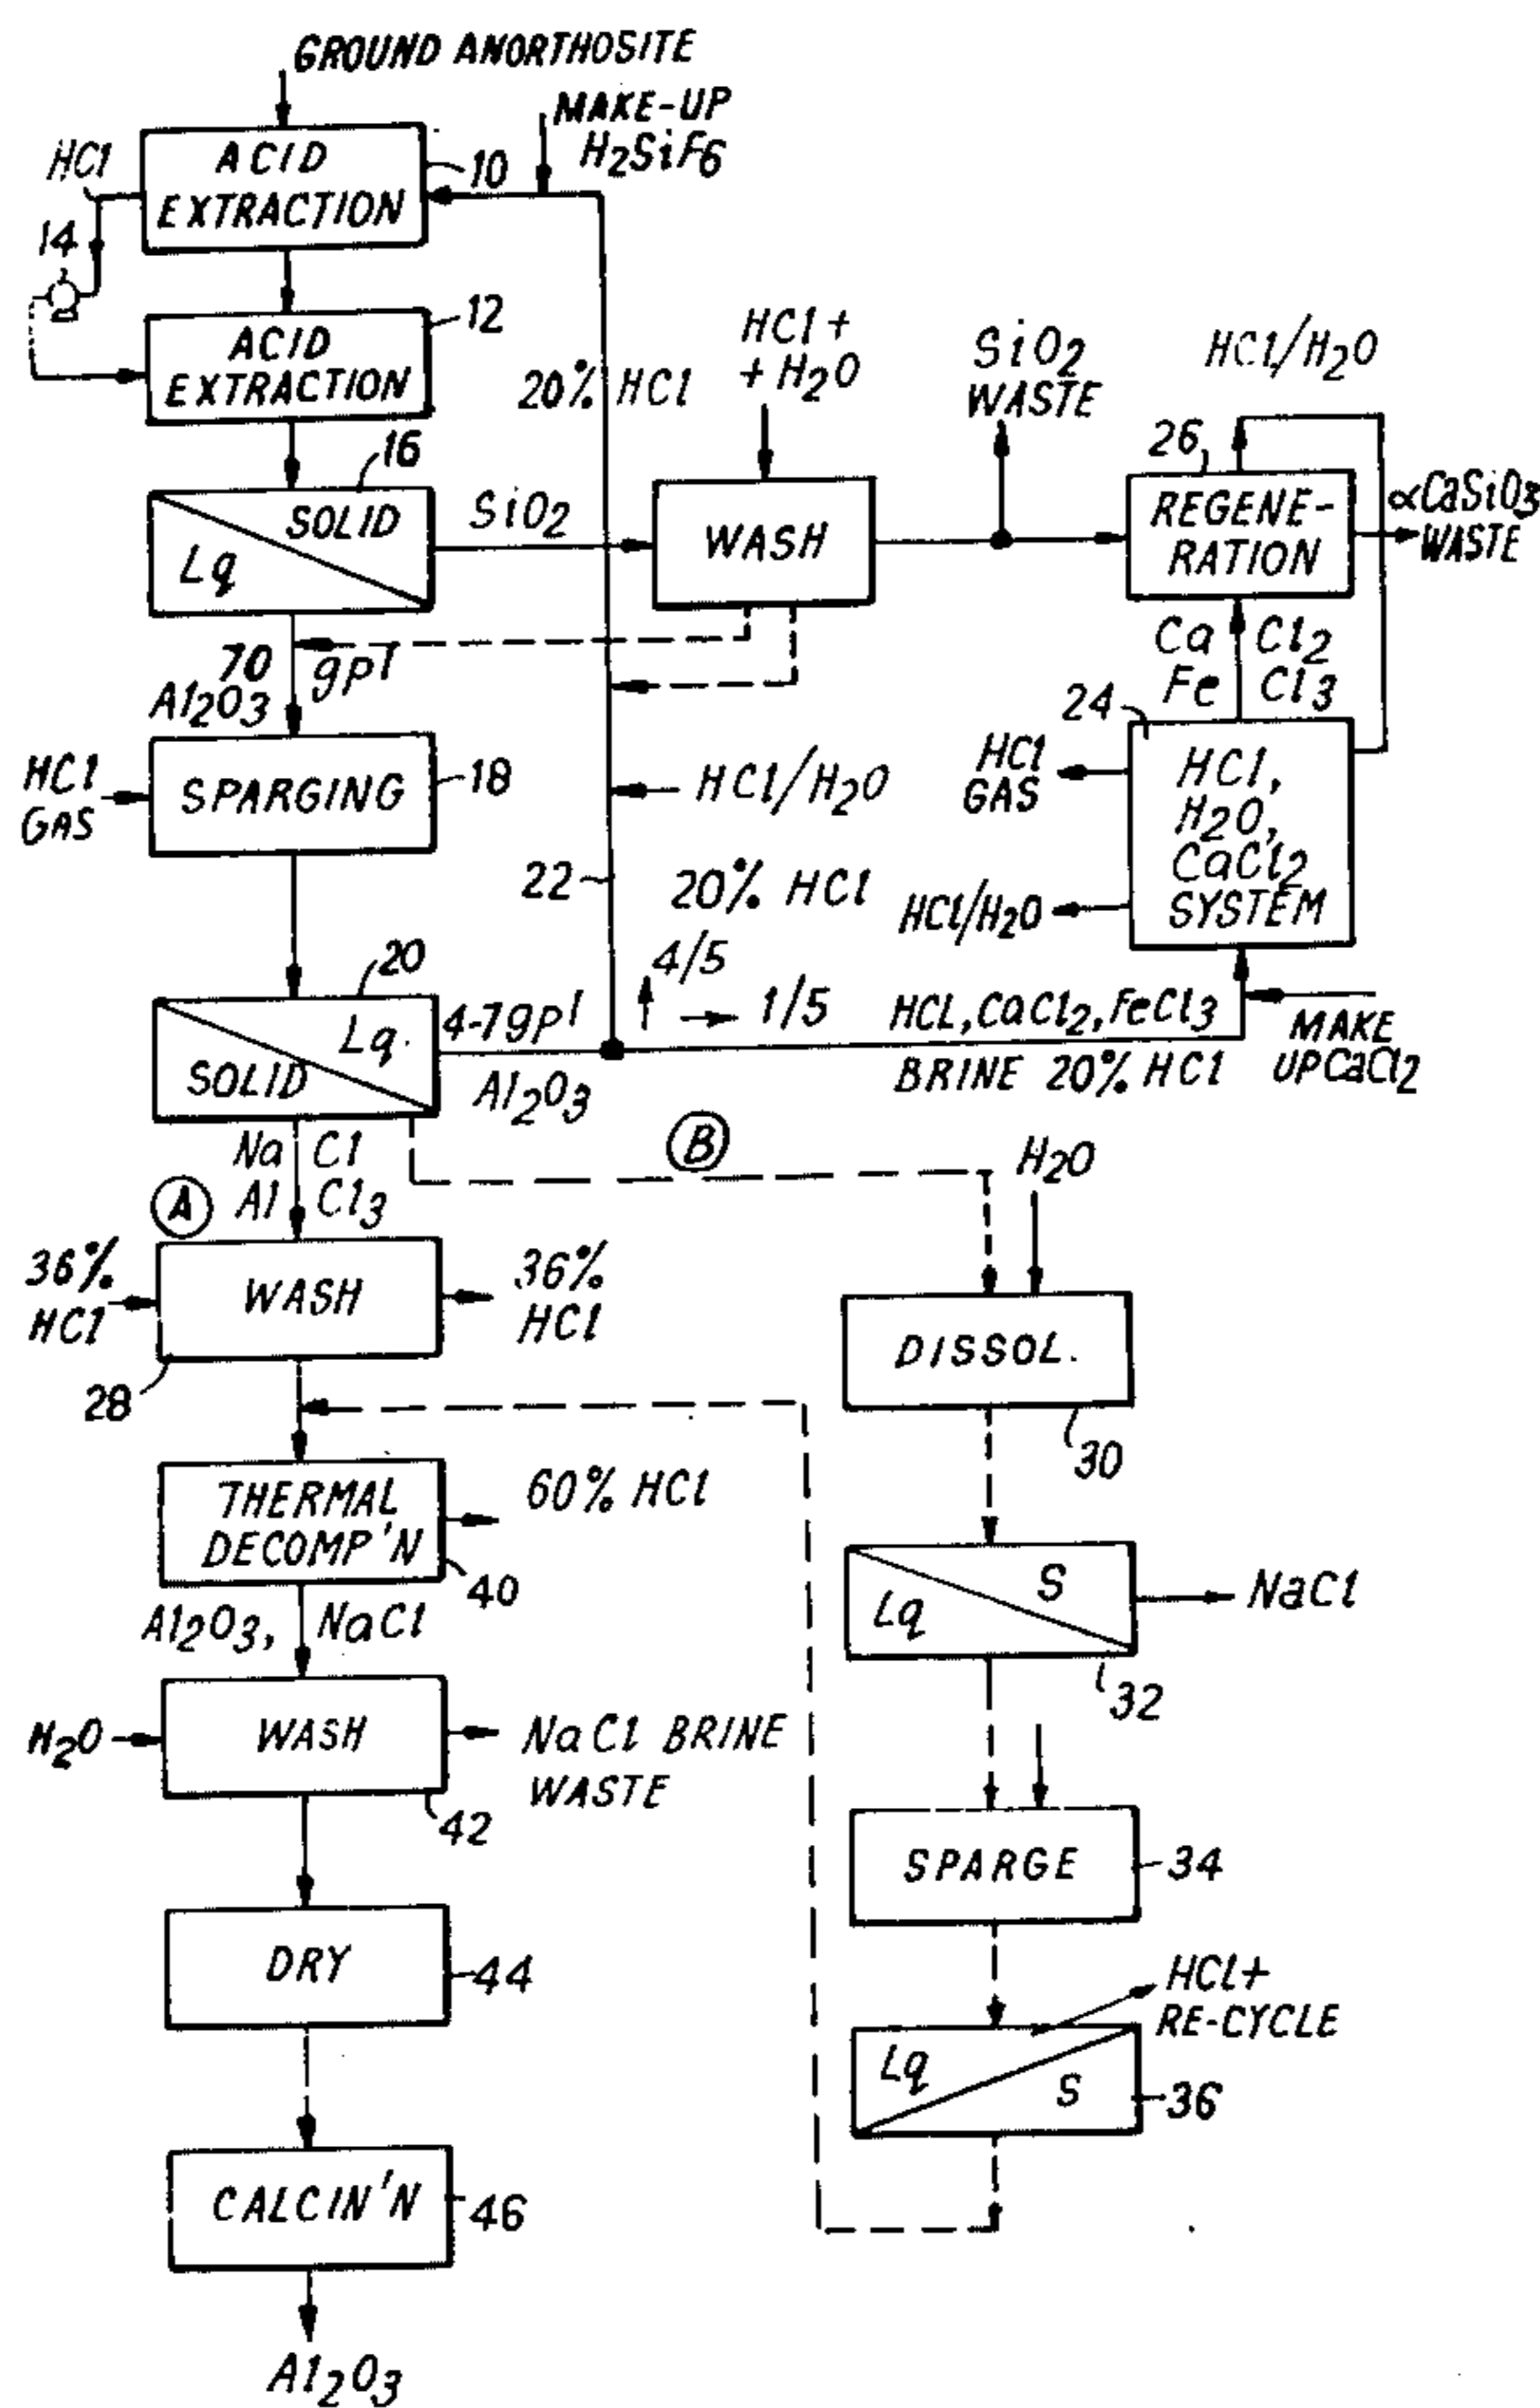 GROUND ANORTHOSITE
MAKE-UP
H2SiF6
HCl
ACID
EXTRACTION
10
14
ACID
EXTRACTION
12
20% HCl
HCl +
+ H2O
SiO2
WASTE
HCl/H2O
16
SOLID
Lq
SiO2
WASH
26
REGENE-
RATION
αCaSiO3
WASTE
70 gpl
Al2O3
Ca Cl2
Fe Cl3
HCl
GAS
SPARGING
18
HCl/H2O
24
HCl
GAS
HCl,
H2O,
CaCl2
SYSTEM
HCl/H2O
22
20% HCl
4/5
1/5
20
Lq.
SOLID
4-7gpl
Al2O3
HCL, CaCl2, FeCl3
BRINE 20% HCl
MAKE
UP CaCl2
Na Cl
Al Cl3
A
B
H2O
36%
HCl
WASH
36%
HCl
28
DISSOL.
30
THERMAL
DECOMP'N
40
60% HCl
Al2O3, NaCl
S
Lq
NaCl
32
H2O
WASH
NaCl BRINE
WASTE
42
SPARGE
34
DRY
44
HCL+
RE-CYCLE
Lq
S
36
CALCIN'N
46
Al2O3